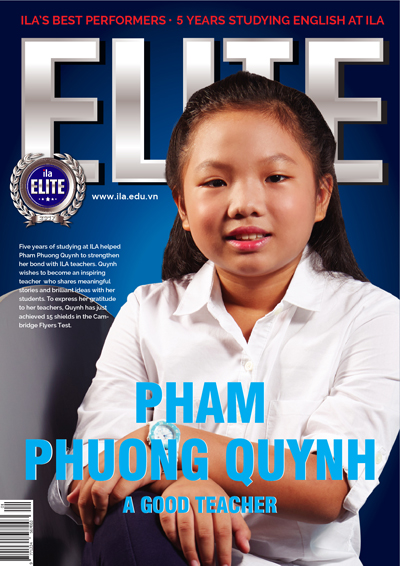 ILA'S BEST PERFORMERS • 5 YEARS STUDYING ENGLISH AT ILA
ELITE
ila
ELITE
www.ila.edu.vn
Five years of studying at ILA helped
Pham Phuong Quynh to strengthen
her bond with ILA teachers. Quynh
wishes to become an inspiring
teacher who shares meaningful
stories and brilliant ideas with her
students. To express her gratitude
to her teachers, Quynh has just
achieved 15 shields in the Cam-
bridge Flyers Test.
PHAM
PHUONG QUYNH
A GOOD TEACHER